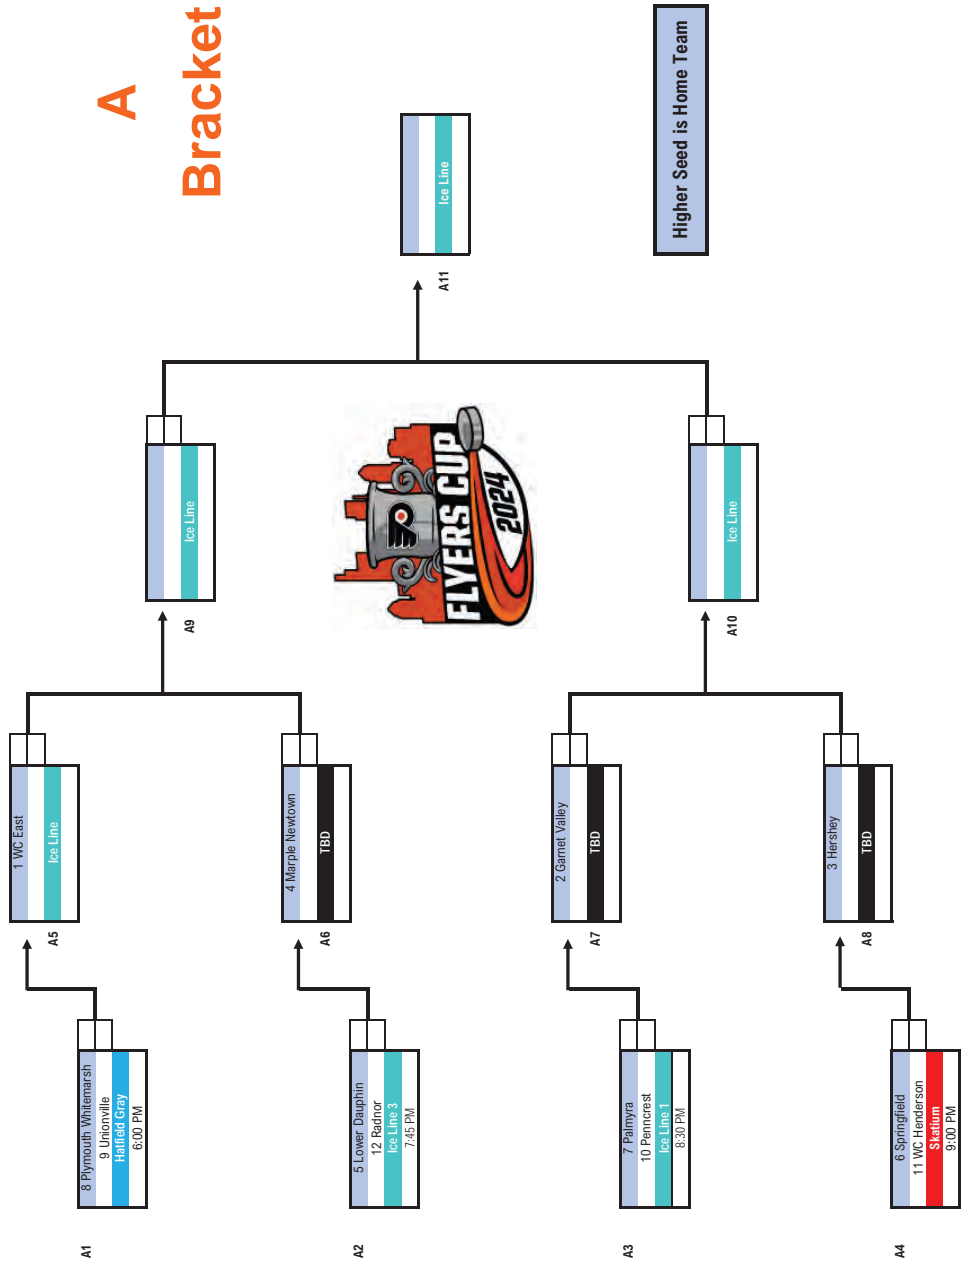 A
Bracket
8 Plymouth Whitemarsh
9 Unionville
Hatfield Gray
6:00 PM
A1
5 Lower Dauphin
12 Radnor
Ice Line 3
7:45 PM
A2
7 Palmyra
10 Penncrest
Ice Line 1
8:30 PM
A3
6 Springfield
11 WC Henderson
Skatium
9:00 PM
A4
1 WC East
Ice Line
A5
4 Marple Newtown
TBD
A6
2 Garnet Valley
TBD
A7
3 Hershey
TBD
A8
Ice Line
A9
Ice Line
A10
FLYERS CUP
2024
Ice Line
A11
Higher Seed is Home Team